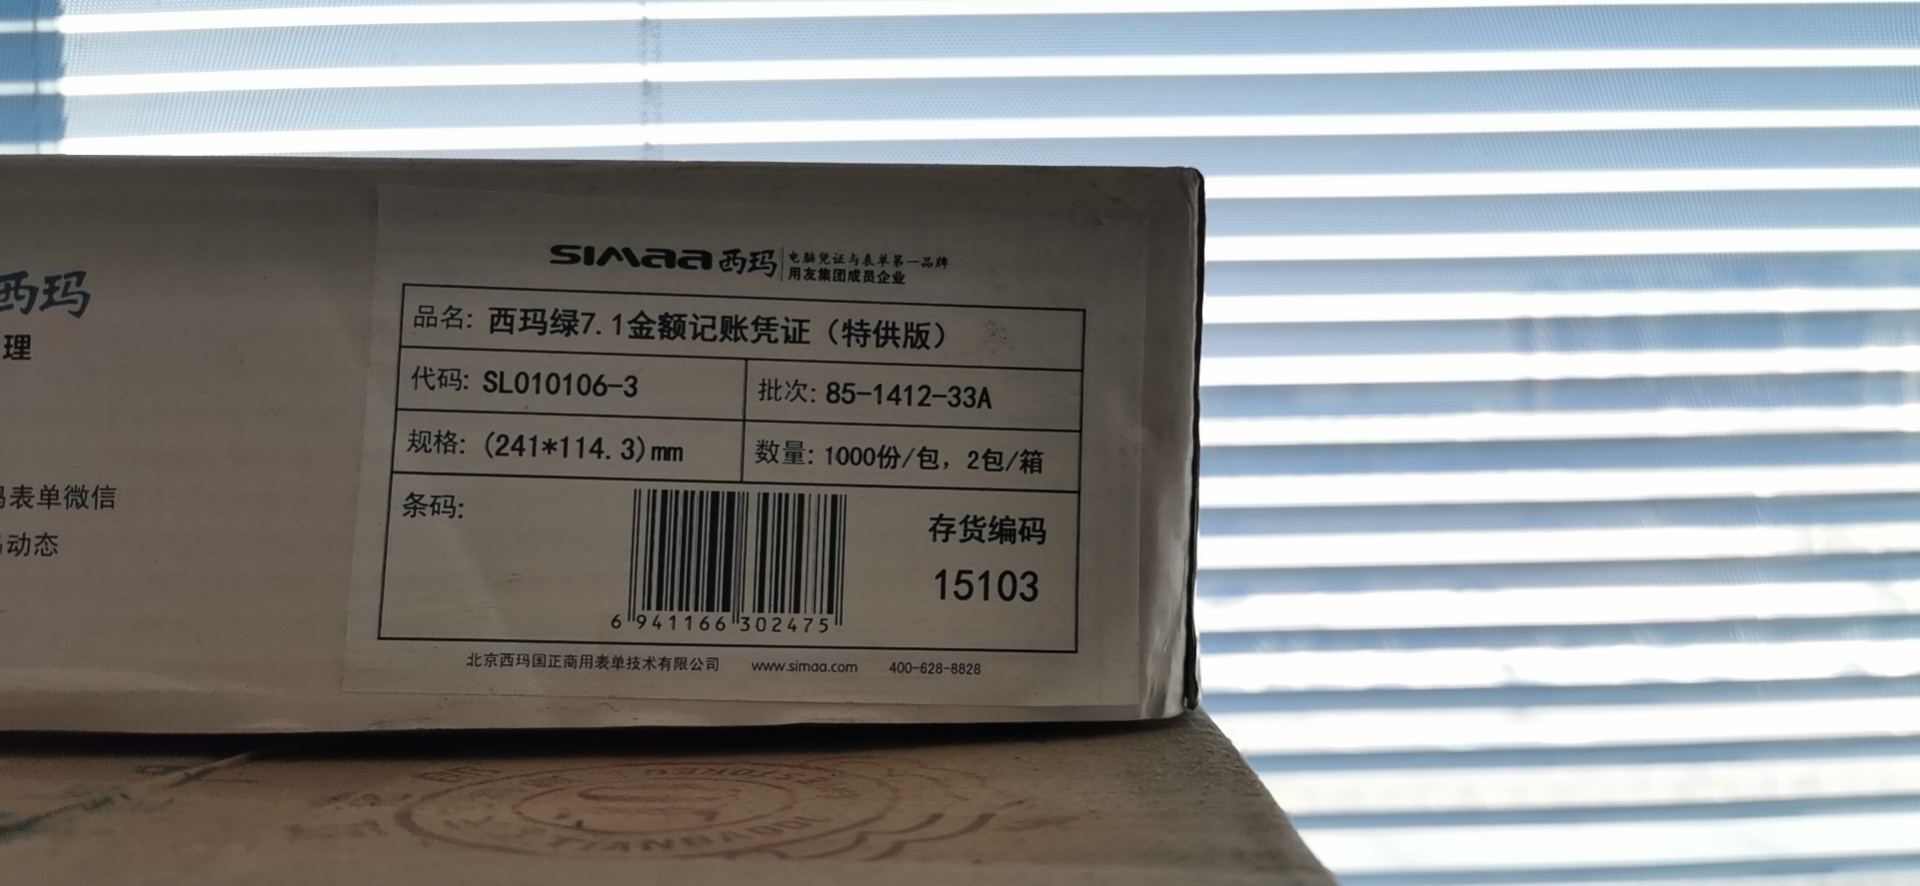 SIMAA西玛 电脑凭证与表单第一品牌
用友集团成员企业
品名: 西玛绿7.1金额记账凭证（特供版）
代码: SL010106-3 批次: 85-1412-33A
规格: (241*114.3)mm 数量: 1000份/包, 2包/箱
条码:
存货编码
15103
6 941166 302475
北京西玛国正商用表单技术有限公司 www.simaa.com 400-628-8828
西玛
理
表单微信
动态